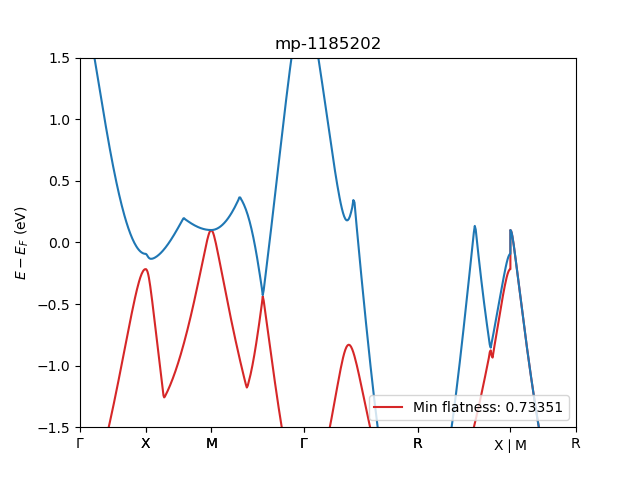 mp-1185202
E − E_F (eV)
1.5
1.0
0.5
0.0
−0.5
−1.0
−1.5
Min flatness: 0.73351
Γ X M Γ R X | M R